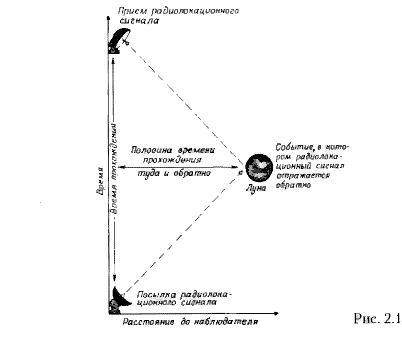 Прием радиолокационного
сигнала
Время
Время прохождения
Половина времени
прохождения
туда и обратно
Луна
Событие, в кото-
ром радиолока-
ционный сигнал
отражается
обратно
Посылка радиолока-
ционного сигнала
Расстояние до наблюдателя
Рис. 2.1